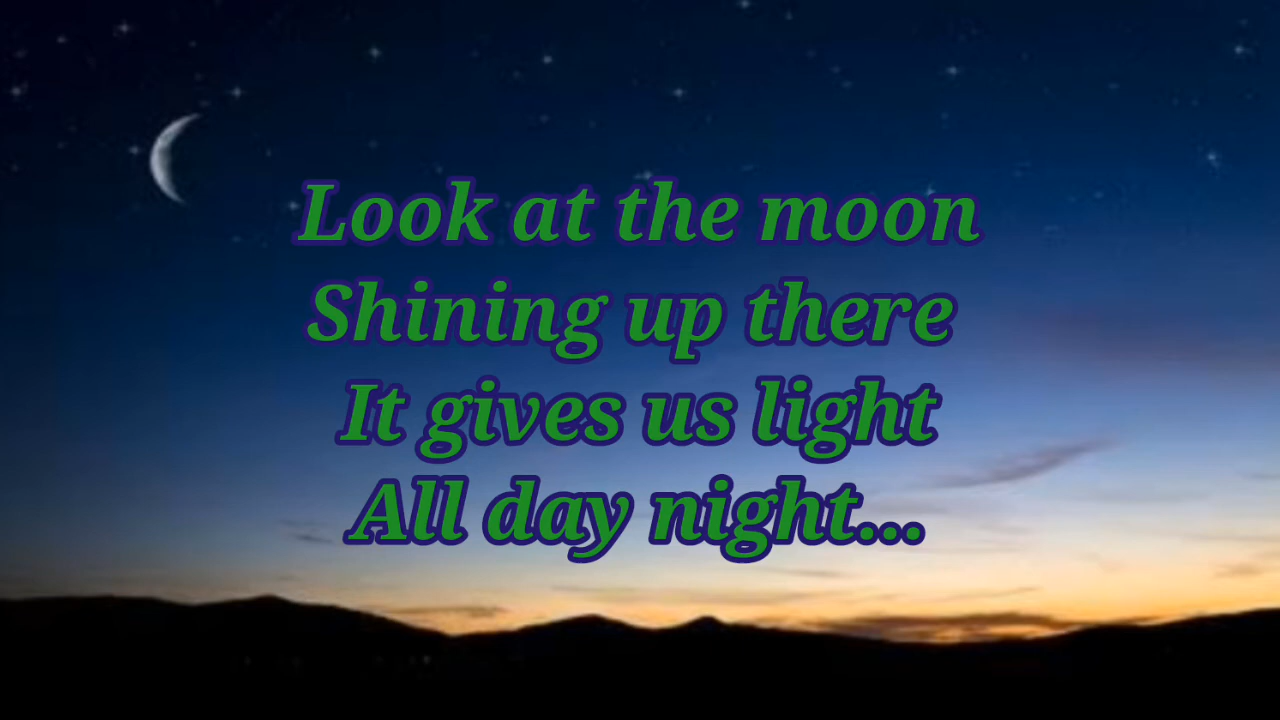 Look at the moon
Shining up there
It gives us light
All day night...